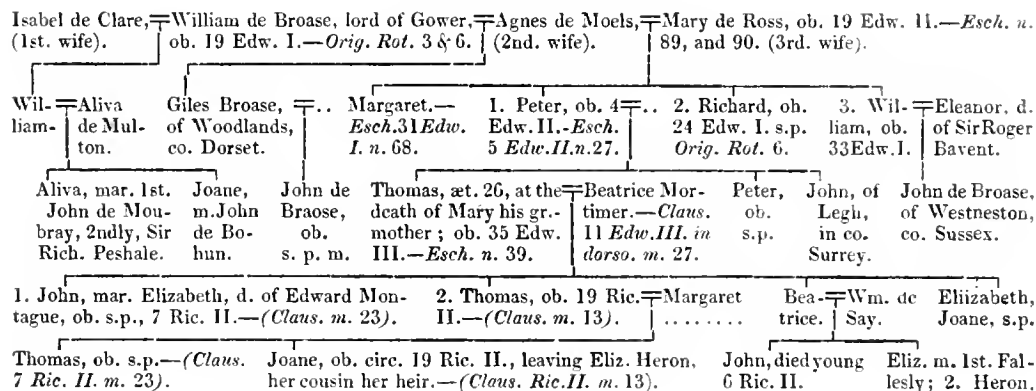 Isabel de Clare, William de Broase, lord of Gower, Agnes de Moels, Mary de Ross, ob. 19 Edw. II.—Esch. n.
(1st. wife). ob. 19 Edw. I.—Orig. Rot. 3 & 6. (2nd. wife). 89, and 90. (3rd. wife).
Wil- Aliva Giles Broase, .. Margaret.— 1. Peter, ob. 4 .. 2. Richard, ob. 3. Wil- Eleanor, d.
liam- de Mul- of Woodlands, Esch. 31 Edw. Edw. II.-Esch. 24 Edw. I. s.p. liam, ob. of Sir Roger
ton. co. Dorset. I. n. 68. 5 Edw. II. n. 27. Orig. Rot. 6. 33 Edw. I. Bavent.
Aliva, mar. 1st. Joane, John de Thomas, æt. 26, at the Beatrice Mor- Peter, John, of John de Broase,
John de Mou- m. John Braose, death of Mary his gr. timer.—Claus. ob. Legh, of Westneston,
bray, 2ndly, Sir de Bo- ob. mother; ob. 35 Edw. 11 Edw. III. in s.p. in co. co. Sussex.
Rich. Peshale. hun. s. p. m. III.—Esch. n. 39. dorso. m. 27. Surrey.
1. John, mar. Elizabeth, d. of Edward Mon- 2. Thomas, ob. 19 Ric. Margaret Bea- Wm. de Eliizabeth,
tague, ob. s.p., 7 Ric. II.—(Claus. m. 23). II.—(Claus. m. 13). ........ trice. Say. Joane, s.p.
Thomas, ob. s.p.—(Claus. Joane, ob. circ. 19 Ric. II., leaving Eliz. Heron, John, died young Eliz. m. 1st. Fal-
7 Ric. II. m. 23). her cousin her heir.—(Claus. Ric. II. m. 13). 6 Ric. II. lesly; 2. Heron.